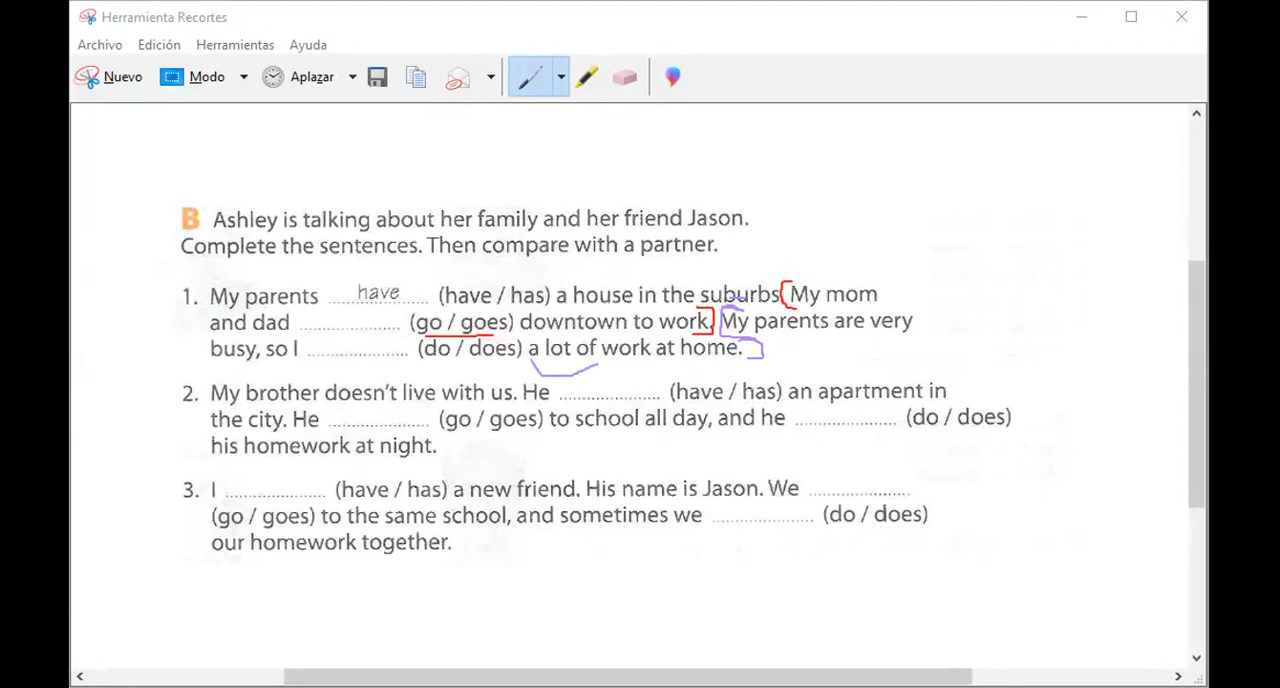 Herramienta Recortes
Archivo Edición Herramientas Ayuda
Nuevo Modo Aplazar
B Ashley is talking about her family and her friend Jason.
Complete the sentences. Then compare with a partner.
1. My parents have (have / has) a house in the suburbs. My mom
and dad .................... (go / goes) downtown to work. My parents are very
busy, so I .................... (do / does) a lot of work at home.
2. My brother doesn't live with us. He .................... (have / has) an apartment in
the city. He .................... (go / goes) to school all day, and he .................... (do / does)
his homework at night.
3. I .................... (have / has) a new friend. His name is Jason. We ....................
(go / goes) to the same school, and sometimes we .................... (do / does)
our homework together.